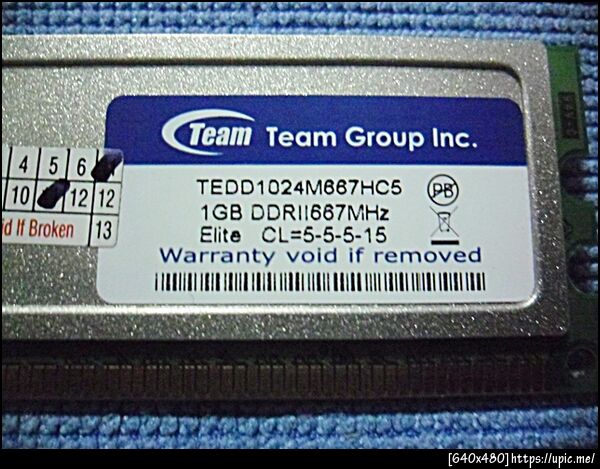 Team Team Group Inc.
TEDD1024M667HC5
PB
1GB DDRII667MHz
Elite CL=5-5-5-15
Warranty void if removed
4 5 6
10 12 12
id If Broken 13
[640x480]https://upic.me/